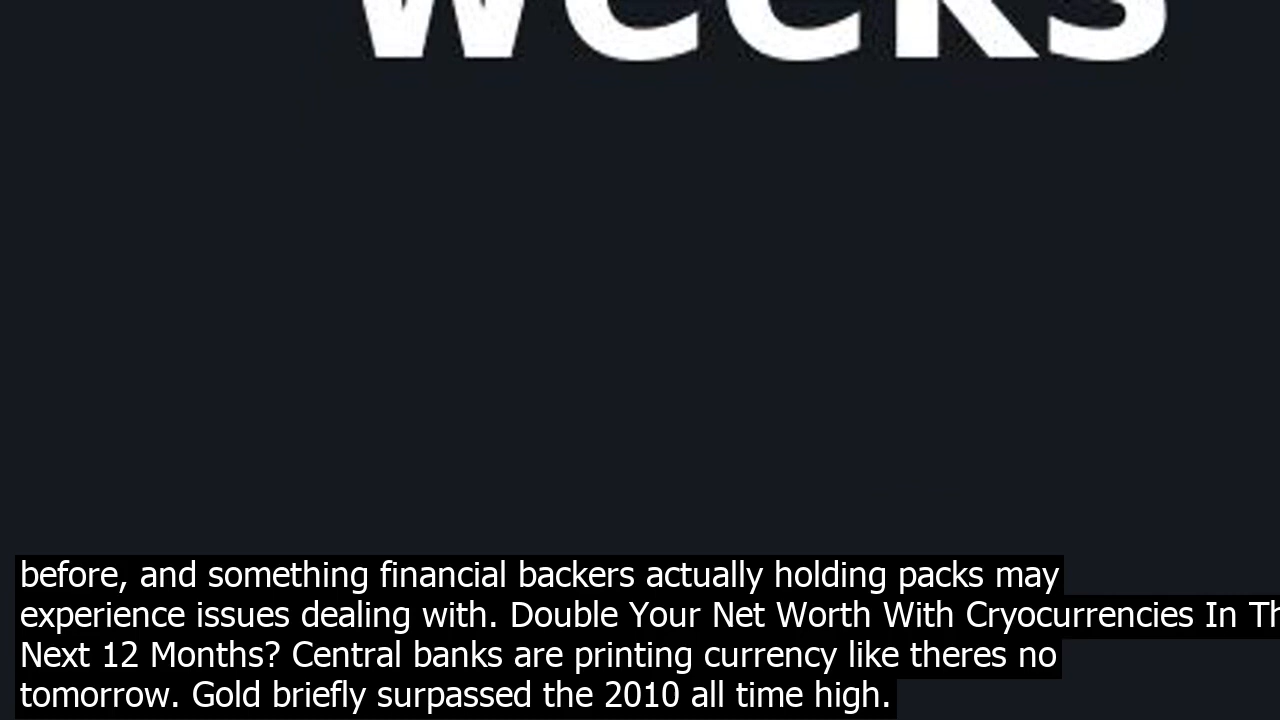 weeks
before, and something financial backers actually holding packs may
experience issues dealing with. Double Your Net Worth With Cryocurrencies In Th
Next 12 Months? Central banks are printing currency like theres no
tomorrow. Gold briefly surpassed the 2010 all time high.